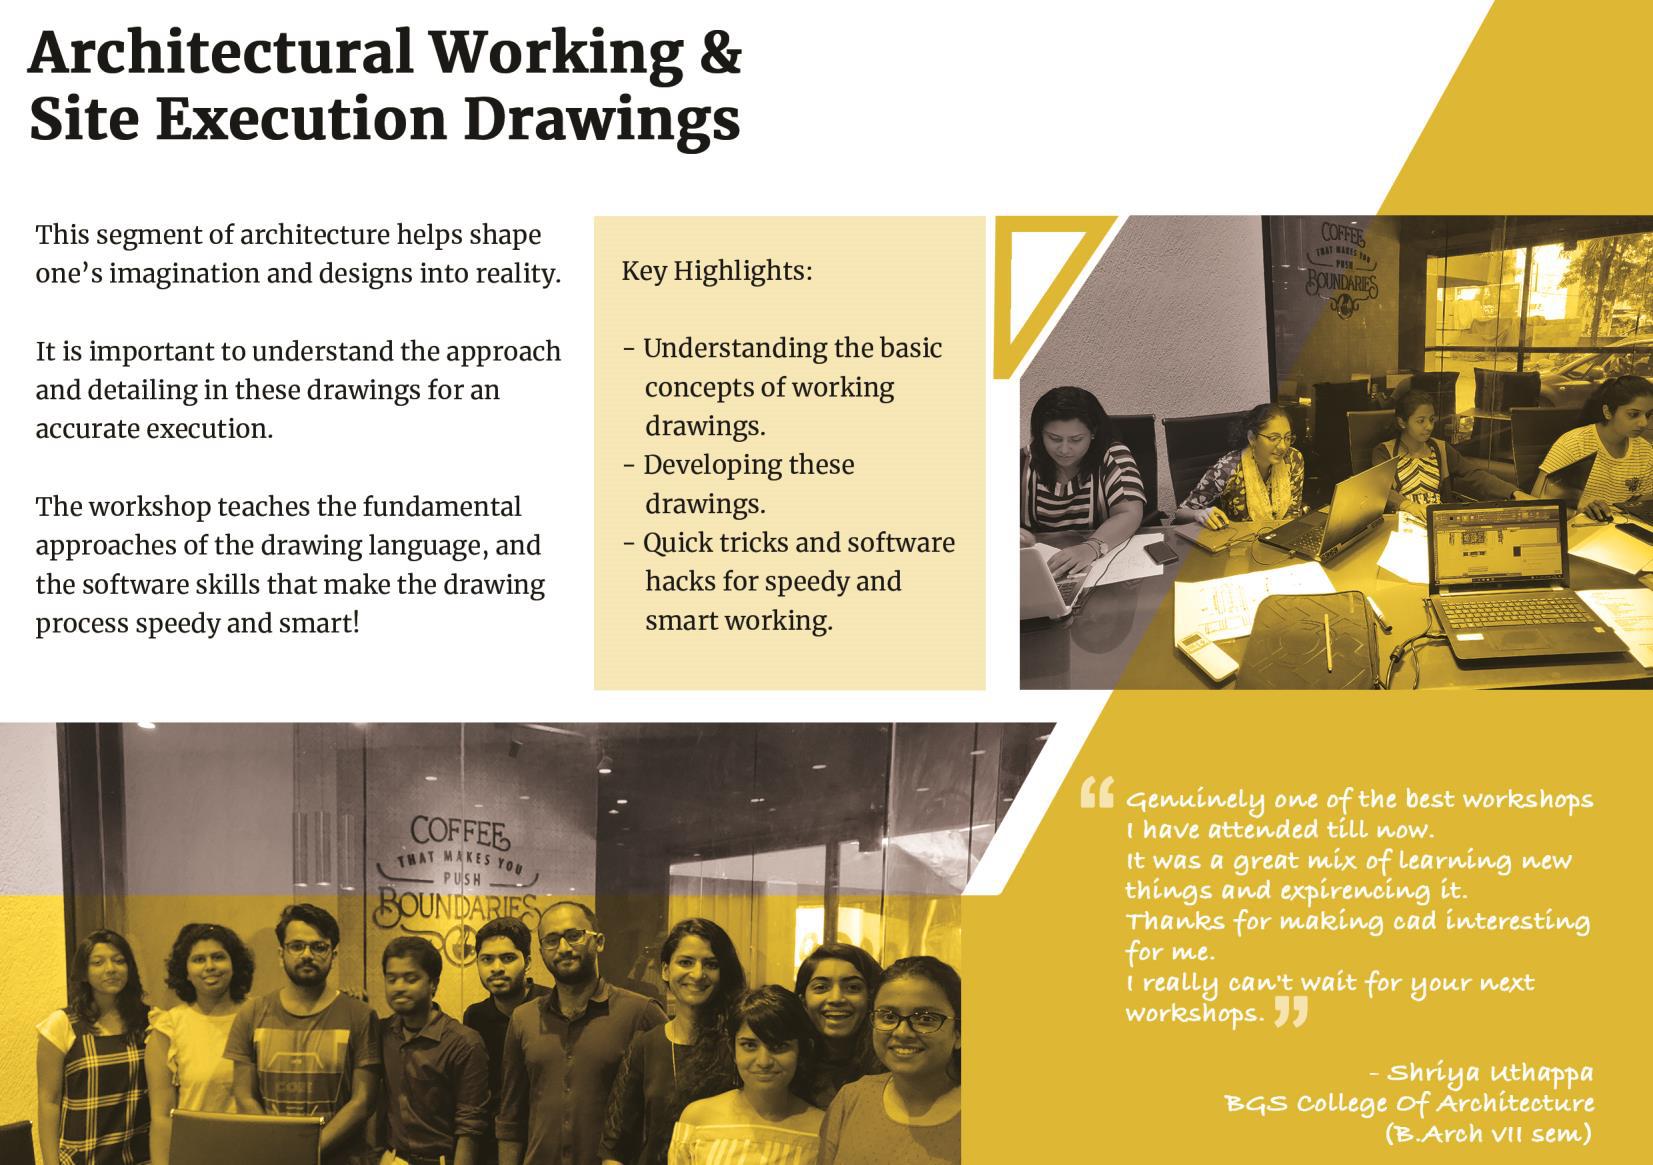 Architectural Working &
Site Execution Drawings
This segment of architecture helps shape
one’s imagination and designs into reality.
It is important to understand the approach
and detailing in these drawings for an
accurate execution.
The workshop teaches the fundamental
approaches of the drawing language, and
the software skills that make the drawing
process speedy and smart!
Key Highlights:
- Understanding the basic
concepts of working
drawings.
- Developing these
drawings.
- Quick tricks and software
hacks for speedy and
smart working.
COFFEE
THAT MAKES YOU
PUSH
BOUNDARIES
COFFEE
THAT MAKES YOU
PUSH
BOUNDARIES
“ Genuinely one of the best workshops
I have attended till now.
It was a great mix of learning new
things and expirencing it.
Thanks for making cad interesting
for me.
I really can't wait for your next
workshops. ”
- Shriya Uthappa
BGS College Of Architecture
(B.Arch VII sem)